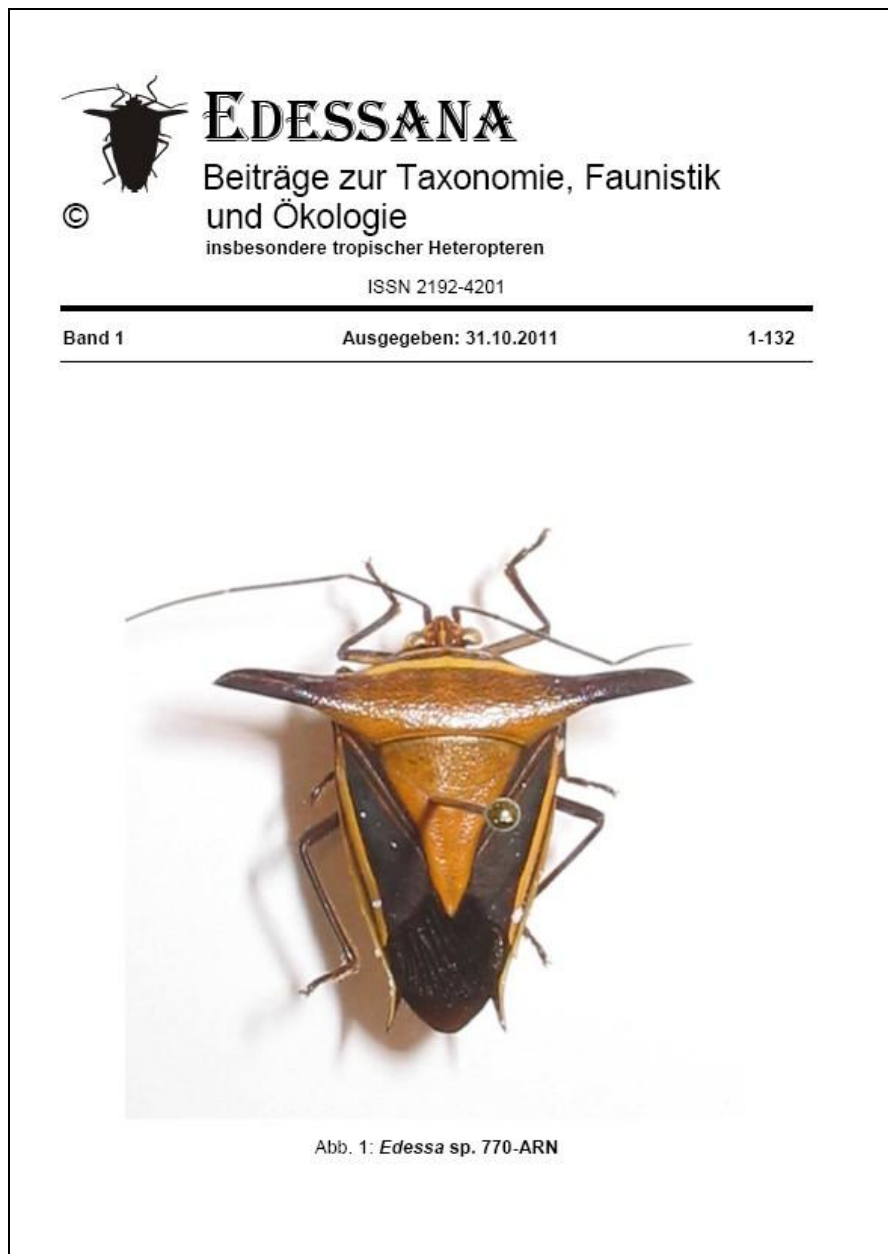 EDESSANA
Beiträge zur Taxonomie, Faunistik
und Ökologie
©
insbesondere tropischer Heteropteren
ISSN 2192-4201
Band 1 Ausgegeben: 31.10.2011 1-132
Abb. 1: Edessa sp. 770-ARN